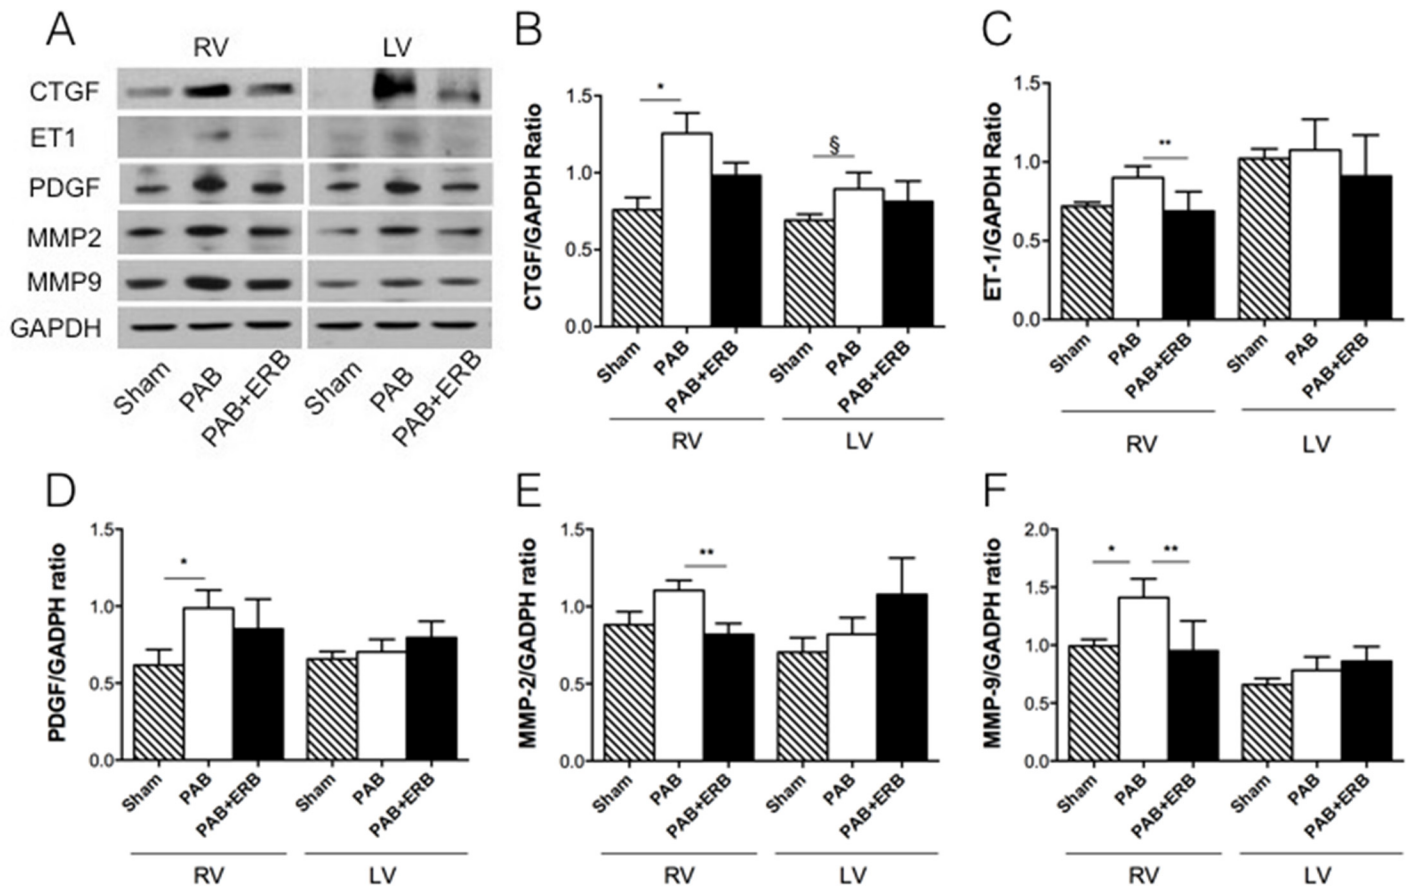 A
RV
LV
CTGF
ET1
PDGF
MMP2
MMP9
GAPDH
Sham
PAB
PAB+ERB
Sham
PAB
PAB+ERB
B
CTGF/GAPDH Ratio
1.5
1.0
0.5
0.0
*
§
Sham
PAB
PAB+ERB
Sham
PAB
PAB+ERB
RV
LV
C
ET-1/GAPDH Ratio
1.5
1.0
0.5
0.0
**
Sham
PAB
PAB+ERB
Sham
PAB
PAB+ERB
RV
LV
D
PDGF/GADPH ratio
1.5
1.0
0.5
0.0
*
Sham
PAB
PAB+ERB
Sham
PAB
PAB+ERB
RV
LV
E
MMP-2/GADPH ratio
1.5
1.0
0.5
0.0
**
Sham
PAB
PAB+ERB
Sham
PAB
PAB+ERB
RV
LV
F
MMP-9/GADPH ratio
2.0
1.5
1.0
0.5
0.0
*
**
Sham
PAB
PAB+ERB
Sham
PAB
PAB+ERB
RV
LV